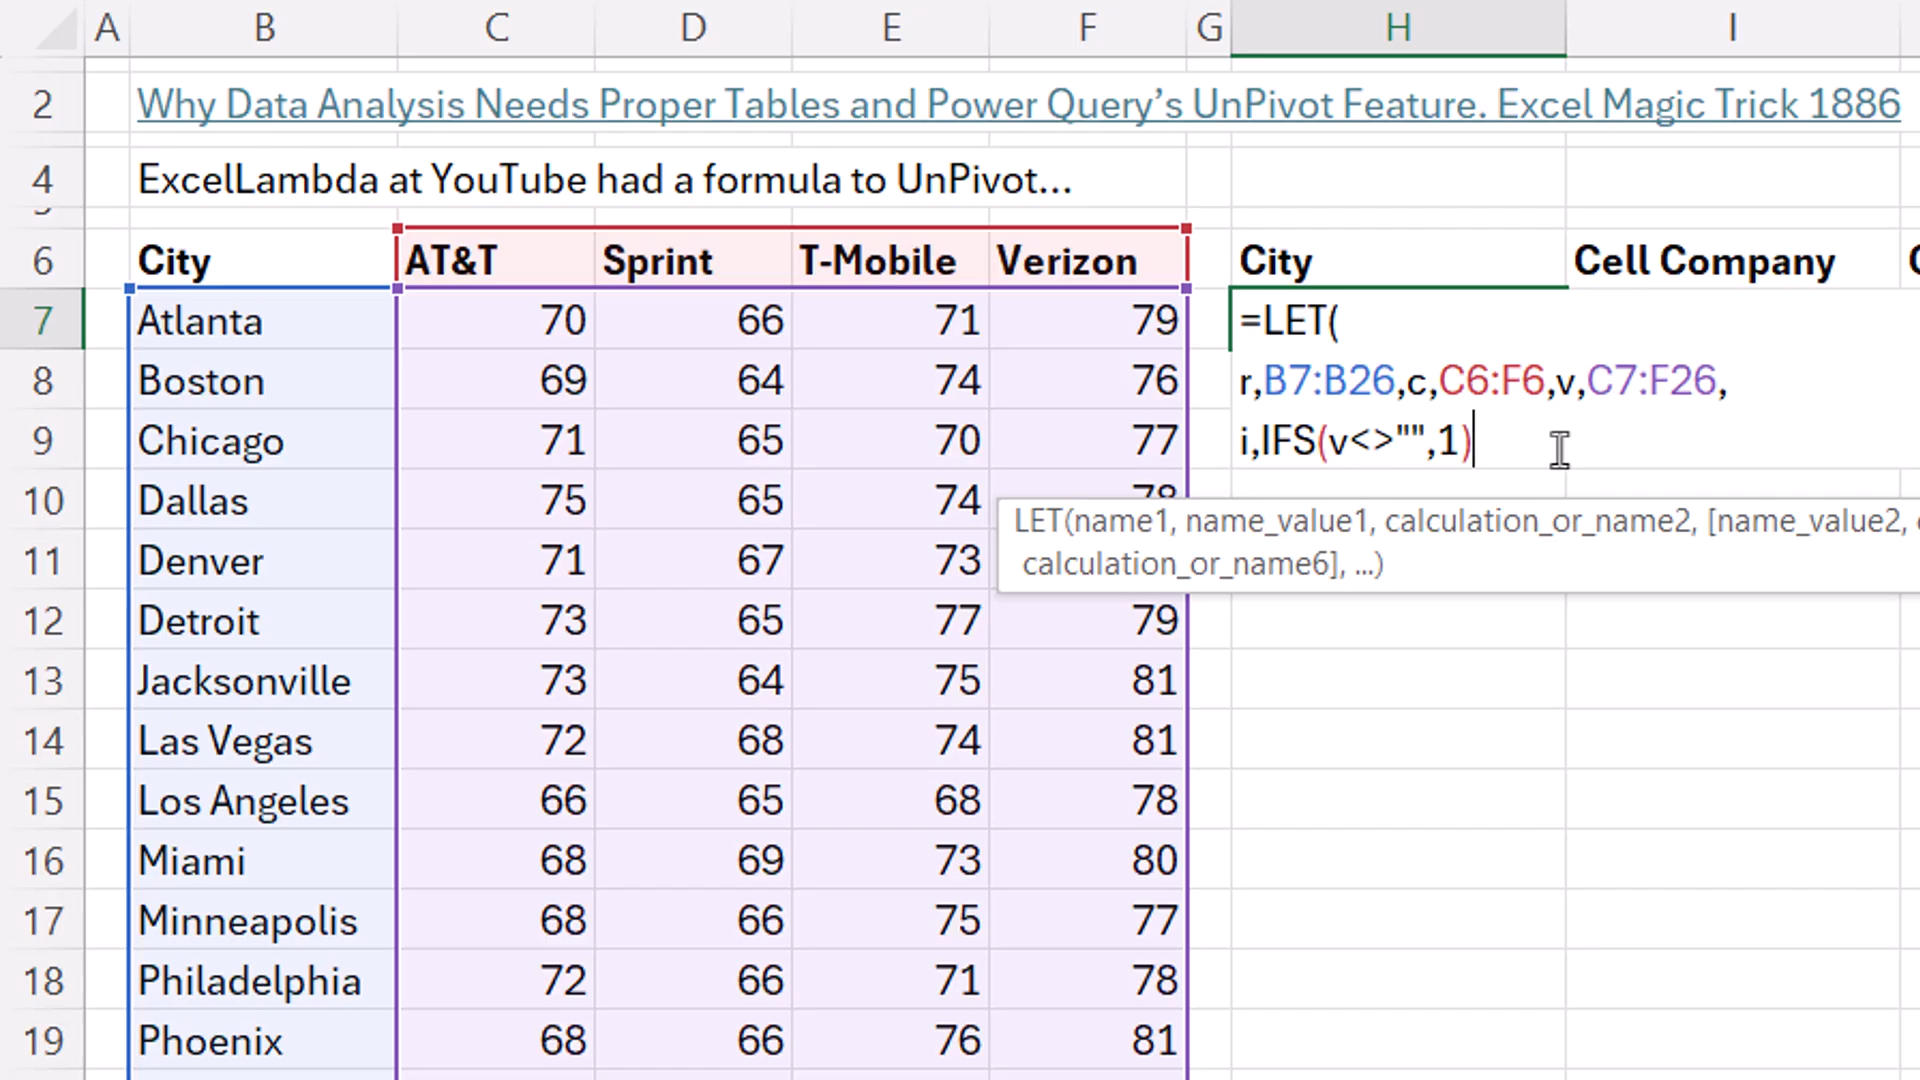 A B C D E F G H I
2 Why Data Analysis Needs Proper Tables and Power Query’s UnPivot Feature. Excel Magic Trick 1886
4 ExcelLambda at YouTube had a formula to UnPivot...
6 City AT&T Sprint T-Mobile Verizon City Cell Company
7 Atlanta 70 66 71 79 =LET(
8 Boston 69 64 74 76 r,B7:B26,c,C6:F6,v,C7:F26,
9 Chicago 71 65 70 77 i,IFS(v<>"",1)
10 Dallas 75 65 74 78
LET(name1, name_value1, calculation_or_name2, [name_value2,
11 Denver 71 67 73
calculation_or_name6], ...)
12 Detroit 73 65 77 79
13 Jacksonville 73 64 75 81
14 Las Vegas 72 68 74 81
15 Los Angeles 66 65 68 78
16 Miami 68 69 73 80
17 Minneapolis 68 66 75 77
18 Philadelphia 72 66 71 78
19 Phoenix 68 66 76 81